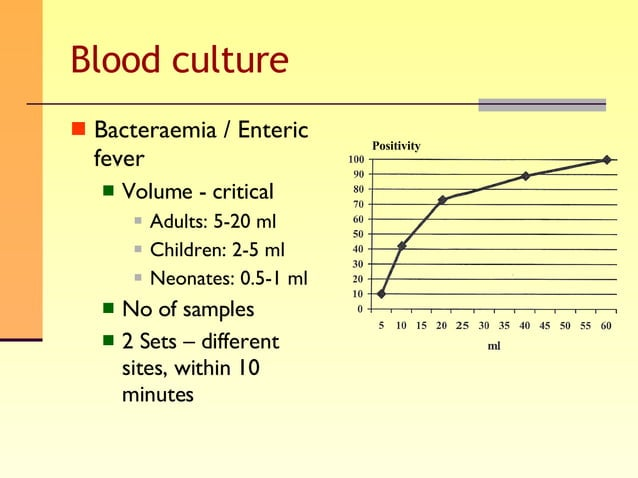 Blood culture
Bacteraemia / Enteric
fever
Volume - critical
Adults: 5-20 ml
Children: 2-5 ml
Neonates: 0.5-1 ml
No of samples
2 Sets – different
sites, within 10
minutes
Positivity
100
90
80
70
60
50
40
30
20
10
0
5 10 15 20 25 30 35 40 45 50 55 60
ml